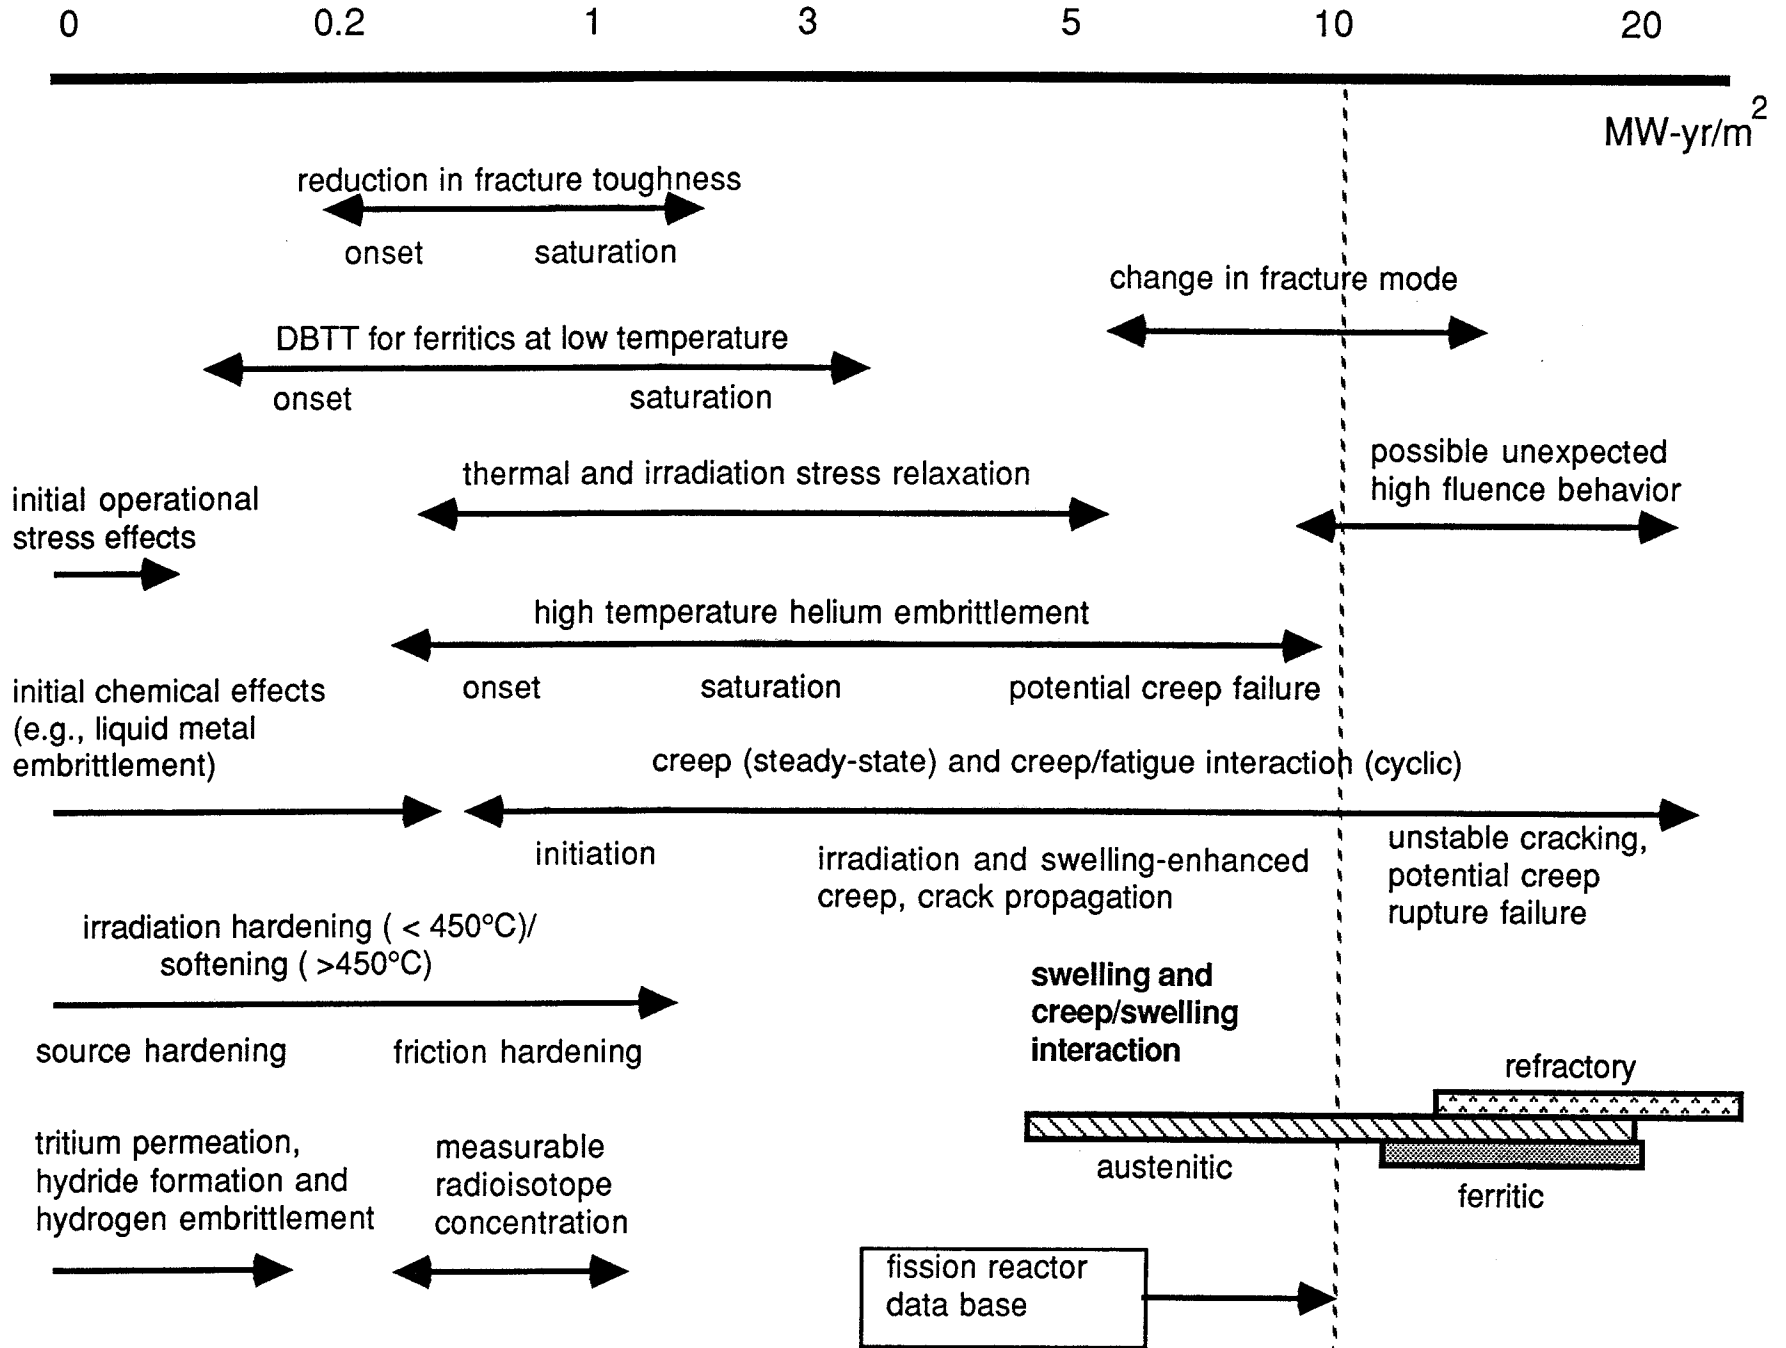 0 0.2 1 3 5 10 20
MW-yr/m2
reduction in fracture toughness
onset saturation
change in fracture mode
DBTT for ferritics at low temperature
onset saturation
possible unexpected
high fluence behavior
thermal and irradiation stress relaxation
initial operational
stress effects
high temperature helium embrittlement
onset saturation potential creep failure
initial chemical effects
(e.g., liquid metal
embrittlement)
creep (steady-state) and creep/fatigue interaction (cyclic)
initiation
irradiation and swelling-enhanced
creep, crack propagation
unstable cracking,
potential creep
rupture failure
irradiation hardening ( < 450°C)/
softening ( >450°C)
source hardening friction hardening
swelling and
creep/swelling
interaction
refractory
austenitic
ferritic
tritium permeation,
hydride formation and
hydrogen embrittlement
measurable
radioisotope
concentration
fission reactor
data base